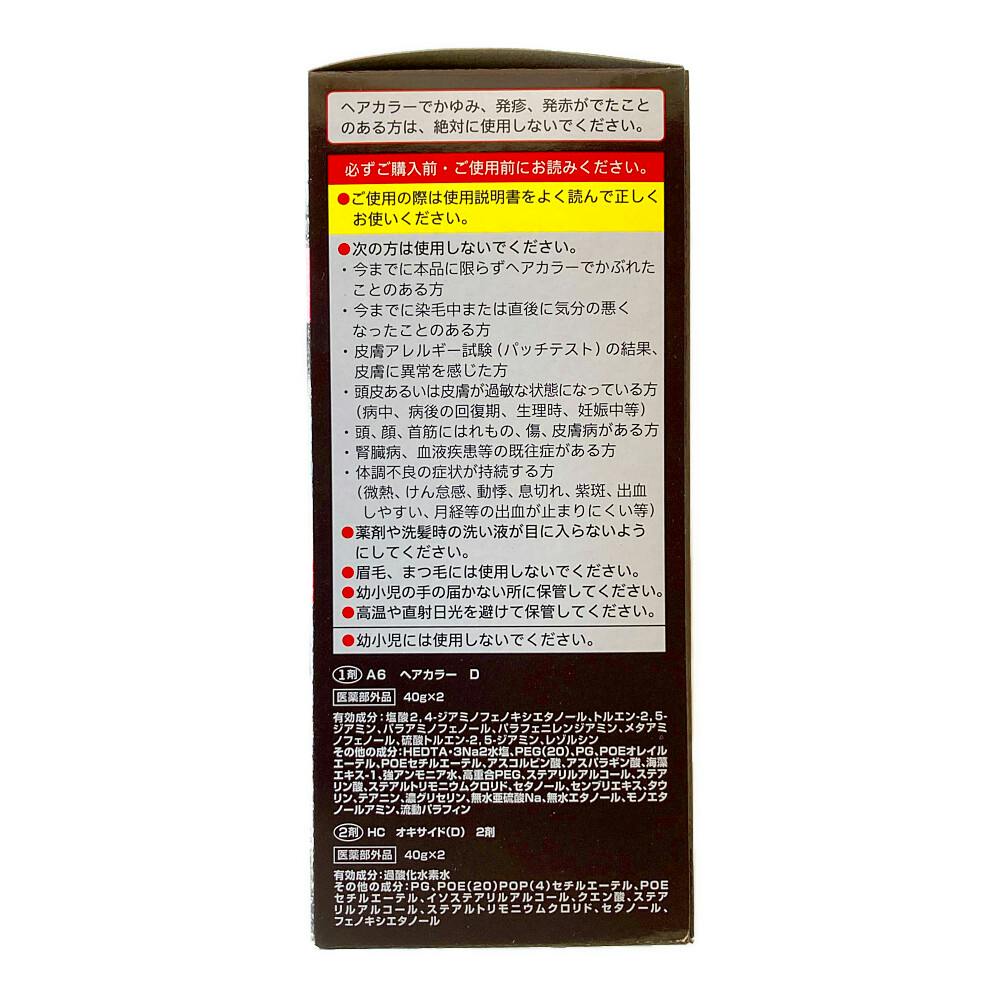 ヘアカラーでかゆみ、発疹、発赤がでたこと
のある方は、絶対に使用しないでください。
必ずご購入前・ご使用前にお読みください。
●ご使用の際は使用説明書をよく読んで正しく
お使いください。
●次の方は使用しないでください。
・今までに本品に限らずヘアカラーでかぶれた
ことのある方
・今までに染毛中または直後に気分の悪く
なったことのある方
・皮膚アレルギー試験(パッチテスト)の結果、
皮膚に異常を感じた方
・頭皮あるいは皮膚が過敏な状態になっている方
(病中、病後の回復期、生理時、妊娠中等)
・頭、顔、首筋にはれもの、傷、皮膚病がある方
・腎臓病、血液疾患等の既往症がある方
・体調不良の症状が持続する方
(微熱、けん怠感、動悸、息切れ、紫斑、出血
しやすい、月経等の出血が止まりにくい等)
●薬剤や洗髪時の洗い液が目に入らないよう
にしてください。
●眉毛、まつ毛には使用しないでください。
●幼小児の手の届かない所に保管してください。
●高温や直射日光を避けて保管してください。
●幼小児には使用しないでください。
1剤 A6 ヘアカラー D
医薬部外品 40g×2
有効成分:塩酸2,4-ジアミノフェノキシエタノール、トルエン-2,5-
ジアミン、パラアミノフェノール、パラフェニレンジアミン、メタアミ
ノフェノール、硫酸トルエン-2,5-ジアミン、レゾルシン
その他の成分:HEDTA・3Na2水塩、PEG(20)、PG、POEオレイル
エーテル、POEセチルエーテル、アスコルビン酸、アスパラギン酸、海藻
エキス-1、強アンモニア水、高重合PEG、ステアリルアルコール、ステア
リン酸、ステアルトリモニウムクロリド、セタノール、センブリエキス、タウ
リン、テアニン、濃グリセリン、無水亜硫酸Na、無水エタノール、モノエタ
ノールアミン、流動パラフィン
2剤 HC オキサイド(D) 2剤
医薬部外品 40g×2
有効成分:過酸化水素水
その他の成分:PG、POE(20)POP(4)セチルエーテル、POE
セチルエーテル、イソステアリルアルコール、クエン酸、ステア
リルアルコール、ステアルトリモニウムクロリド、セタノール、
フェノキシエタノール